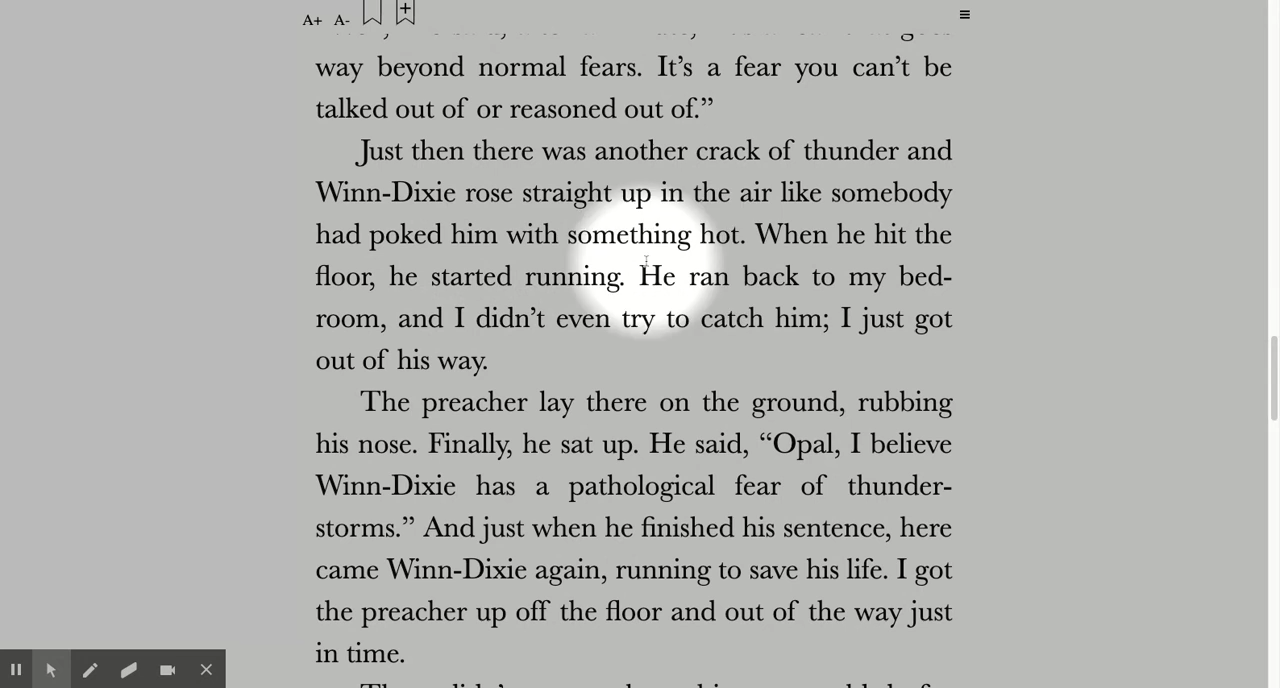 A+ A-
way beyond normal fears. It’s a fear you can’t be
talked out of or reasoned out of.”
Just then there was another crack of thunder and
Winn-Dixie rose straight up in the air like somebody
had poked him with something hot. When he hit the
floor, he started running. He ran back to my bed-
room, and I didn’t even try to catch him; I just got
out of his way.
The preacher lay there on the ground, rubbing
his nose. Finally, he sat up. He said, “Opal, I believe
Winn-Dixie has a pathological fear of thunder-
storms.” And just when he finished his sentence, here
came Winn-Dixie again, running to save his life. I got
the preacher up off the floor and out of the way just
in time.